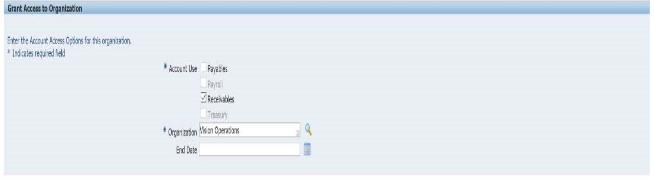 Grant Access to Organization
Enter the Account Access Options for this organization.
* Indicates required field
* Account Use Payables
Payroll
Receivables
Treasury
* Organization Vision Operations
End Date